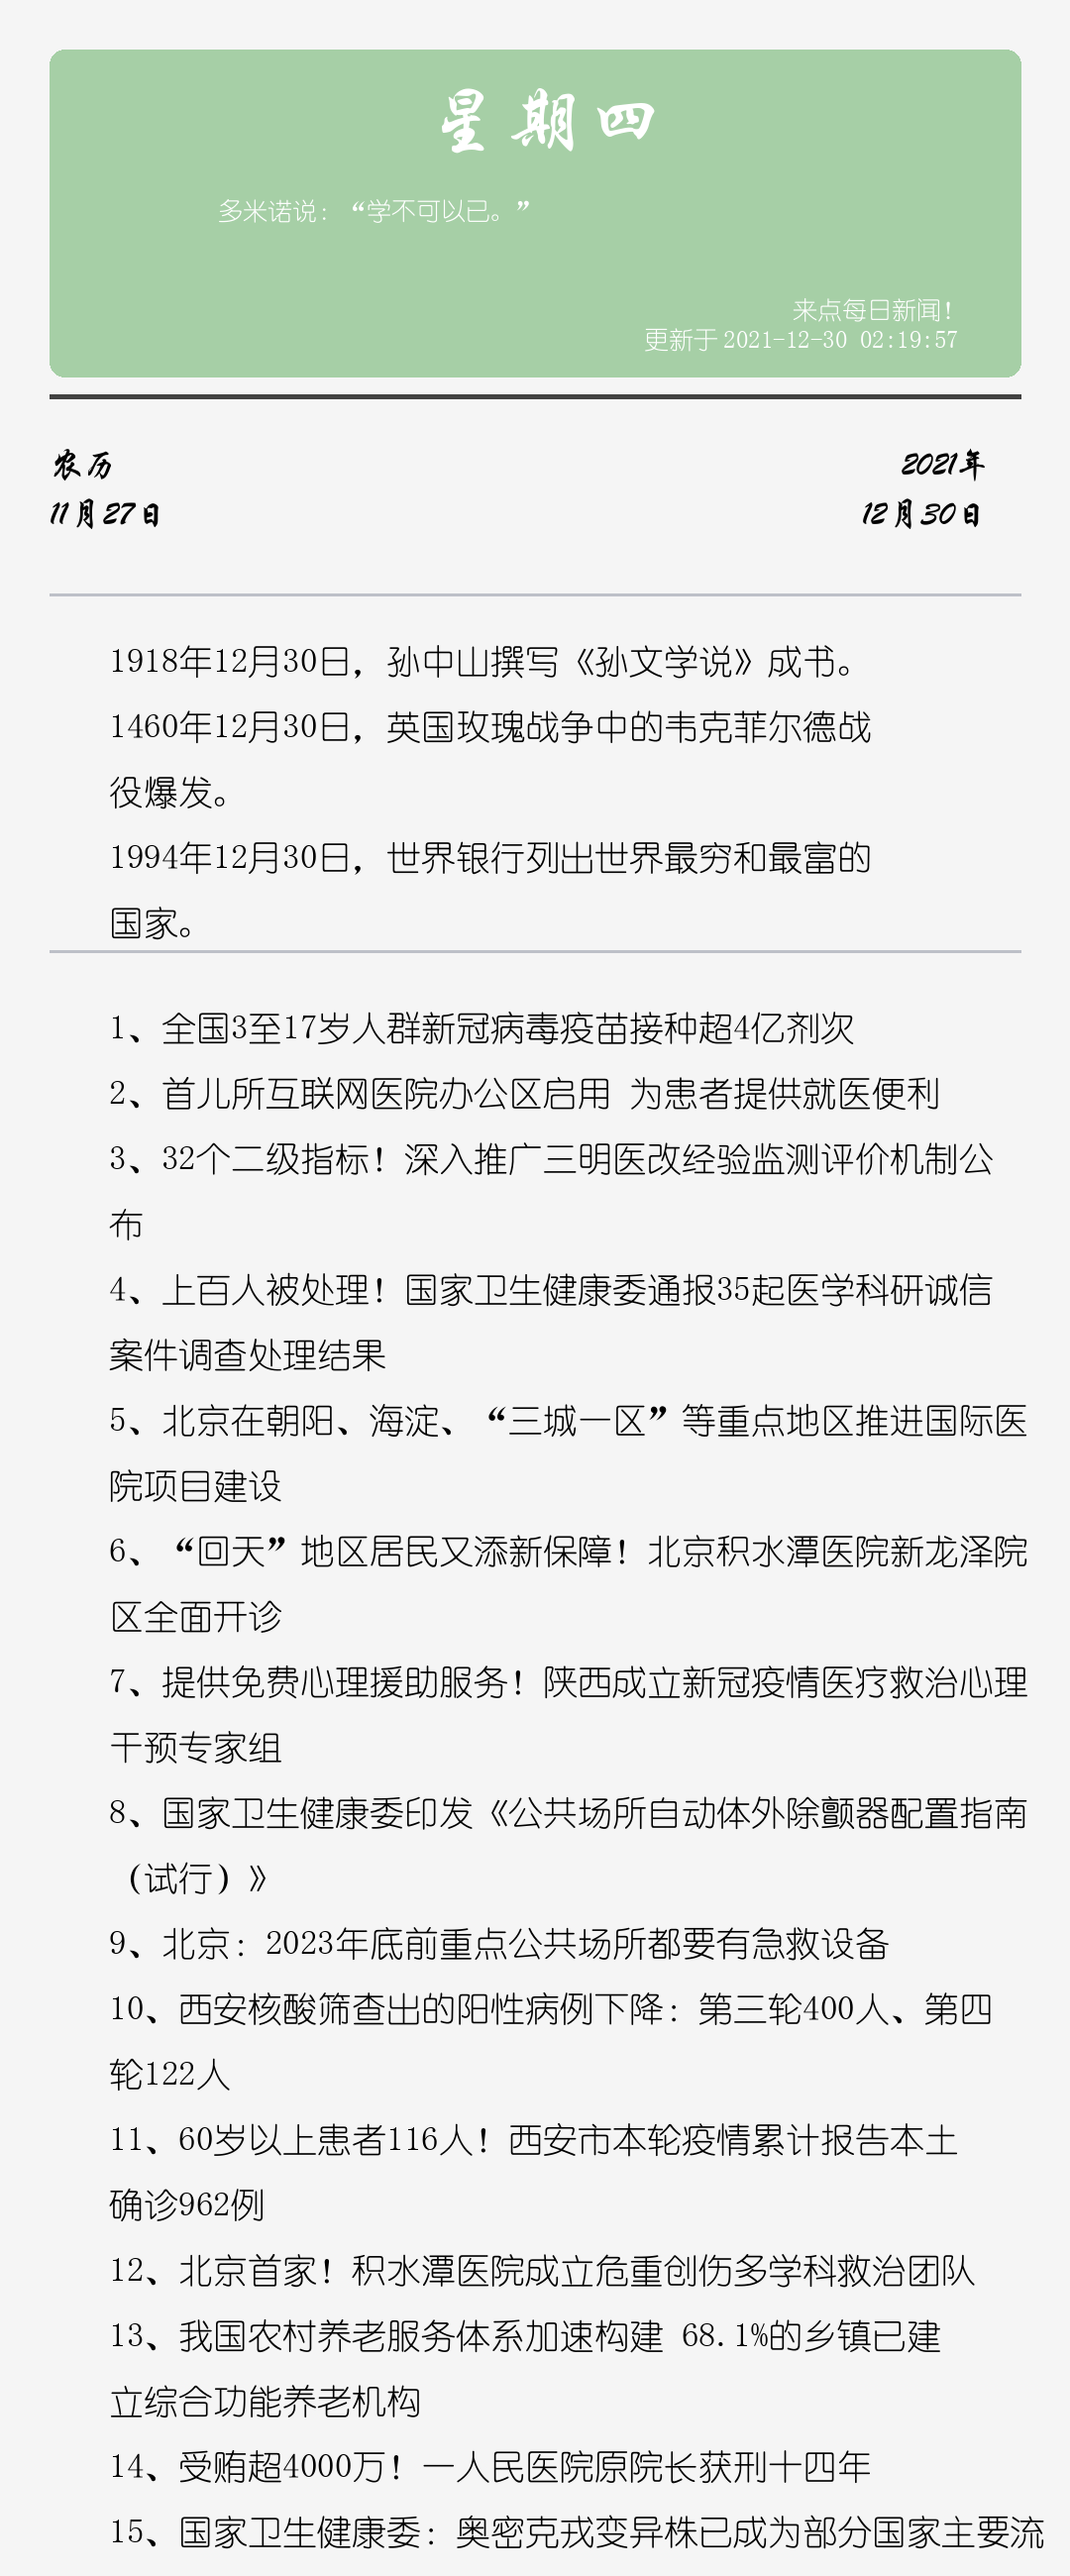 星期四
多米诺说：“学不可以已。”
来点每日新闻！
更新于 2021-12-30 02:19:57
农历
2021年
11月27日
12月30日
1918年12月30日，孙中山撰写《孙文学说》成书。
1460年12月30日，英国玫瑰战争中的韦克菲尔德战
役爆发。
1994年12月30日，世界银行列出世界最穷和最富的
国家。
1、全国3至17岁人群新冠病毒疫苗接种超4亿剂次
2、首儿所互联网医院办公区启用 为患者提供就医便利
3、32个二级指标！深入推广三明医改经验监测评价机制公
布
4、上百人被处理！国家卫生健康委通报35起医学科研诚信
案件调查处理结果
5、北京在朝阳、海淀、“三城一区”等重点地区推进国际医
院项目建设
6、“回天”地区居民又添新保障！北京积水潭医院新龙泽院
区全面开诊
7、提供免费心理援助服务！陕西成立新冠疫情医疗救治心理
干预专家组
8、国家卫生健康委印发《公共场所自动体外除颤器配置指南
（试行）》
9、北京：2023年底前重点公共场所都要有急救设备
10、西安核酸筛查出的阳性病例下降：第三轮400人、第四
轮122人
11、60岁以上患者116人！西安市本轮疫情累计报告本土
确诊962例
12、北京首家！积水潭医院成立危重创伤多学科救治团队
13、我国农村养老服务体系加速构建 68.1%的乡镇已建
立综合功能养老机构
14、受贿超4000万！一人民医院原院长获刑十四年
15、国家卫生健康委：奥密克戎变异株已成为部分国家主要流